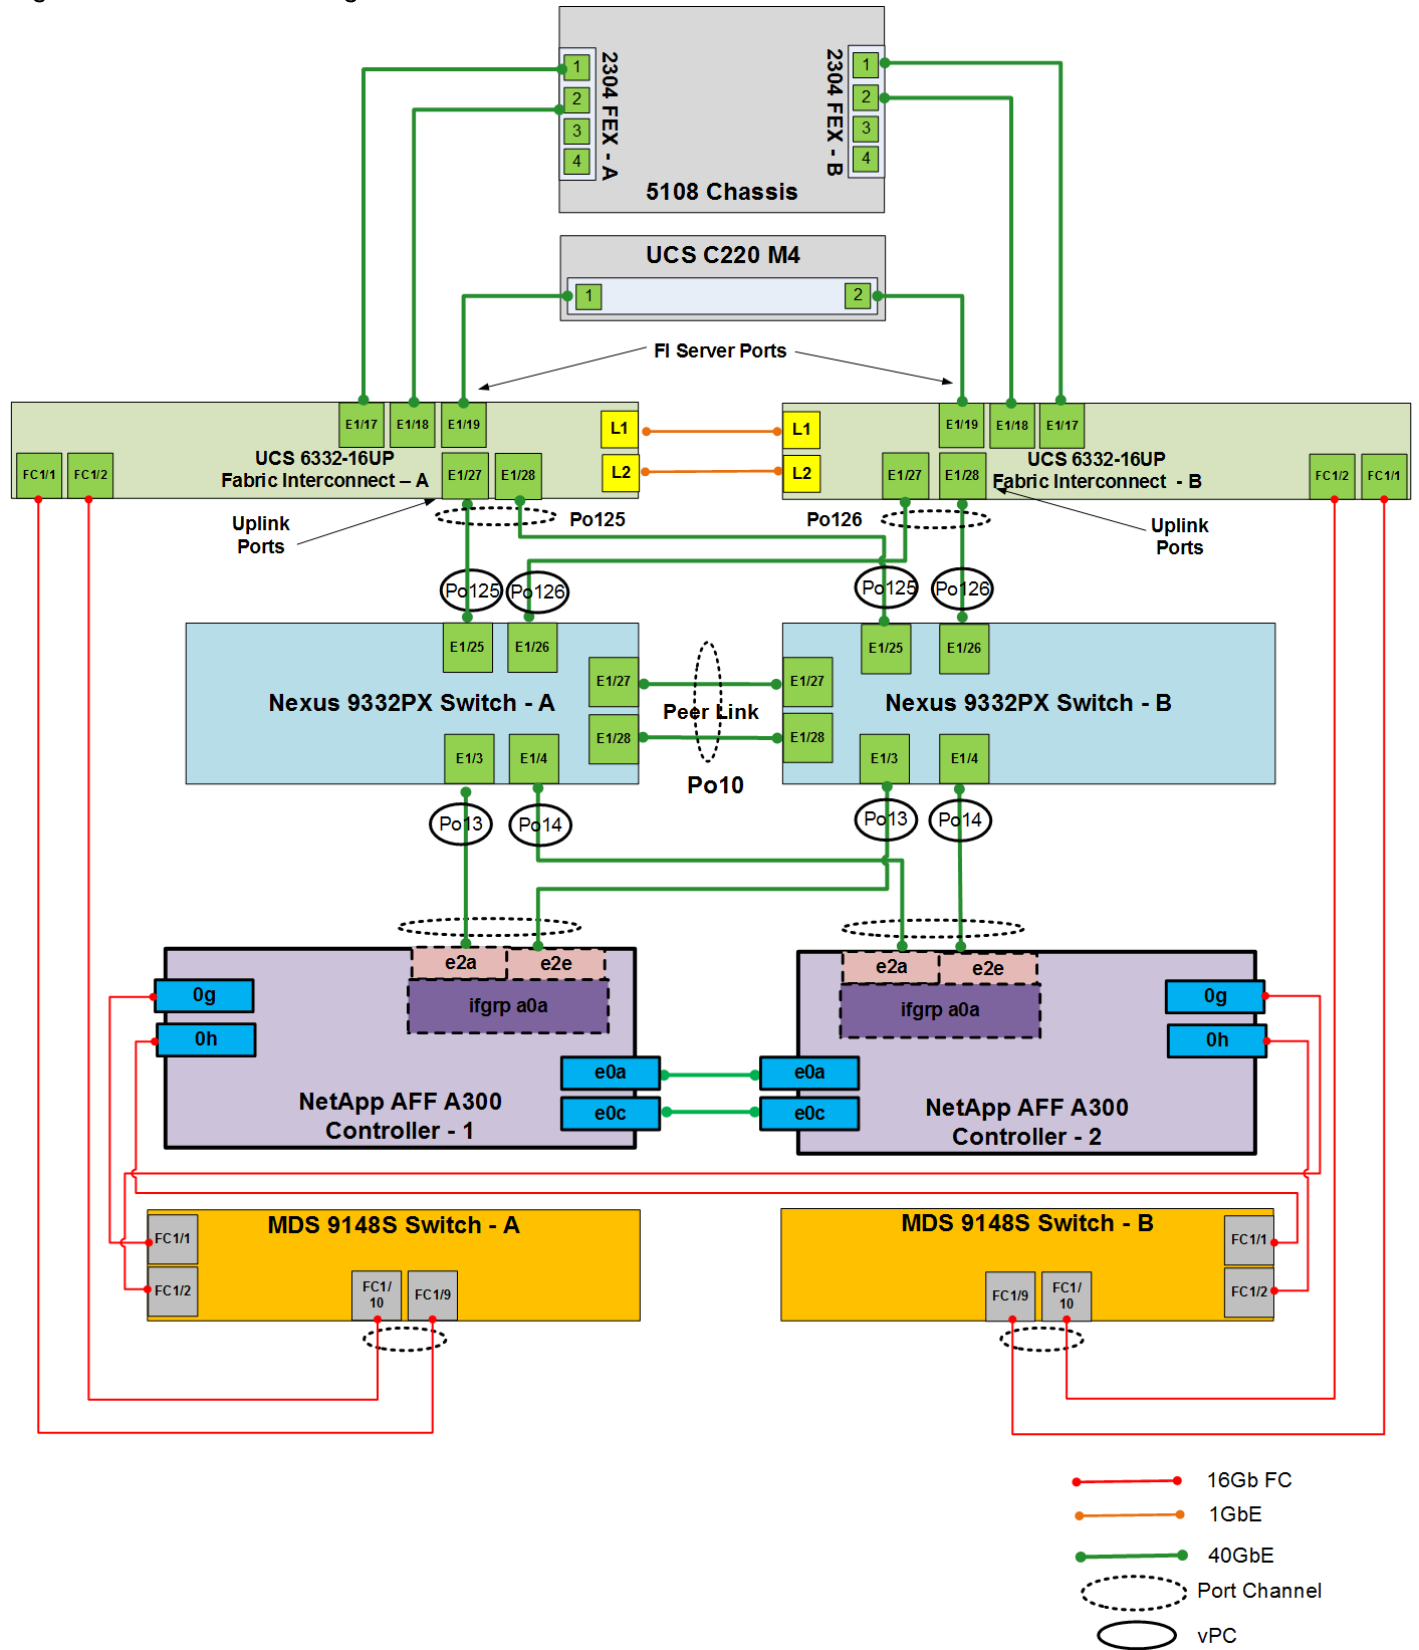 1
2
3
4
2304 FEX - A
2304 FEX - B
1
2
3
4
5108 Chassis
UCS C220 M4
1
2
FI Server Ports
E1/17
E1/18
E1/19
L1
L1
E1/19
E1/18
E1/17
FC1/1
FC1/2
UCS 6332-16UP
Fabric Interconnect – A
E1/27
E1/28
L2
L2
E1/27
E1/28
UCS 6332-16UP
Fabric Interconnect - B
FC1/2
FC1/1
Uplink
Ports
Po125
Po126
Uplink
Ports
Po125
Po126
Po125
Po126
E1/25
E1/26
E1/25
E1/26
Nexus 9332PX Switch - A
E1/27
E1/28
Peer Link
E1/27
E1/28
Nexus 9332PX Switch - B
E1/3
E1/4
Po10
E1/3
E1/4
Po13
Po14
Po13
Po14
e2a
e2e
e2a
e2e
0g
ifgrp a0a
ifgrp a0a
0g
0h
0h
e0a
e0a
e0c
e0c
NetApp AFF A300
Controller - 1
NetApp AFF A300
Controller - 2
MDS 9148S Switch - A
MDS 9148S Switch - B
FC1/1
FC1/2
FC1/
10
FC1/9
FC1/9
FC1/
10
FC1/1
FC1/2
16Gb FC
1GbE
40GbE
Port Channel
vPC